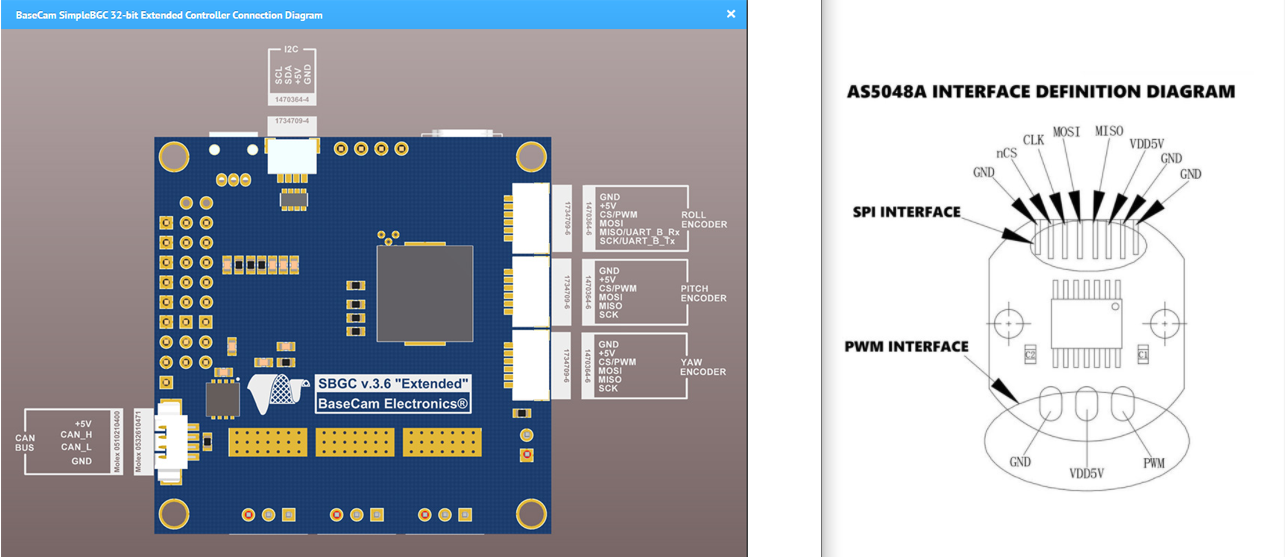 BaseCam SimpleBGC 32-bit Extended Controller Connection Diagram
×
I2C
SCL
SDA
+5V
GND
1470364-4
1734709-4
1734709-6
1470364-6
GND
+5V
CS/PWM
MOSI
MISO/UART_B_Rx
SCK/UART_B_Tx
ROLL
ENCODER
1734709-6
1470364-6
GND
+5V
CS/PWM
MOSI
MISO
SCK
PITCH
ENCODER
1734709-6
1470364-6
GND
+5V
CS/PWM
MOSI
MISO
SCK
YAW
ENCODER
SBGC v.3.6 "Extended"
BaseCam Electronics®
CAN
BUS
+5V
CAN_H
CAN_L
GND
Molex 0510210400
Molex 0532610471
AS5048A INTERFACE DEFINITION DIAGRAM
GND
nCS
CLK
MOSI
MISO
VDD5V
GND
GND
SPI INTERFACE
C2
C1
PWM INTERFACE
GND
VDD5V
PWM